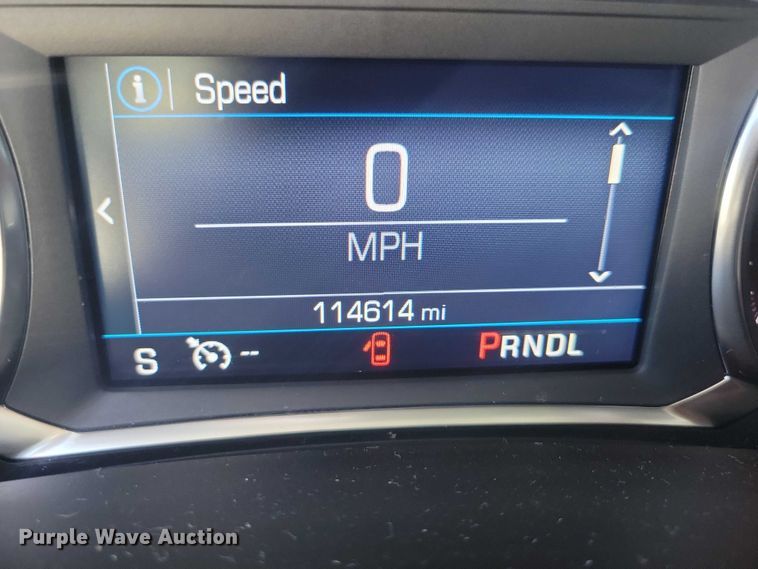 i Speed
0
MPH
114614 mi
S -- PRNDL
Purple Wave Auction